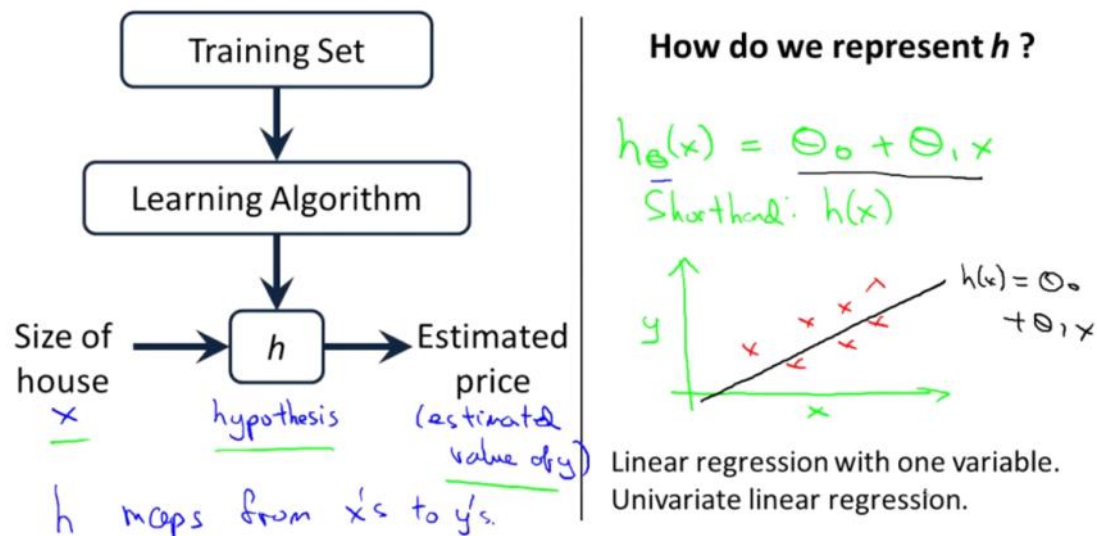 Training Set
Learning Algorithm
Size of
house
h
Estimated
price
x
hypothesis
(estimated
value of y)
h maps from x's to y's.
How do we represent h ?
hθ(x) = θ₀ + θ₁x
Shorthand: h(x)
y
x
h(x) = θ₀
+ θ₁x
Linear regression with one variable.
Univariate linear regression.